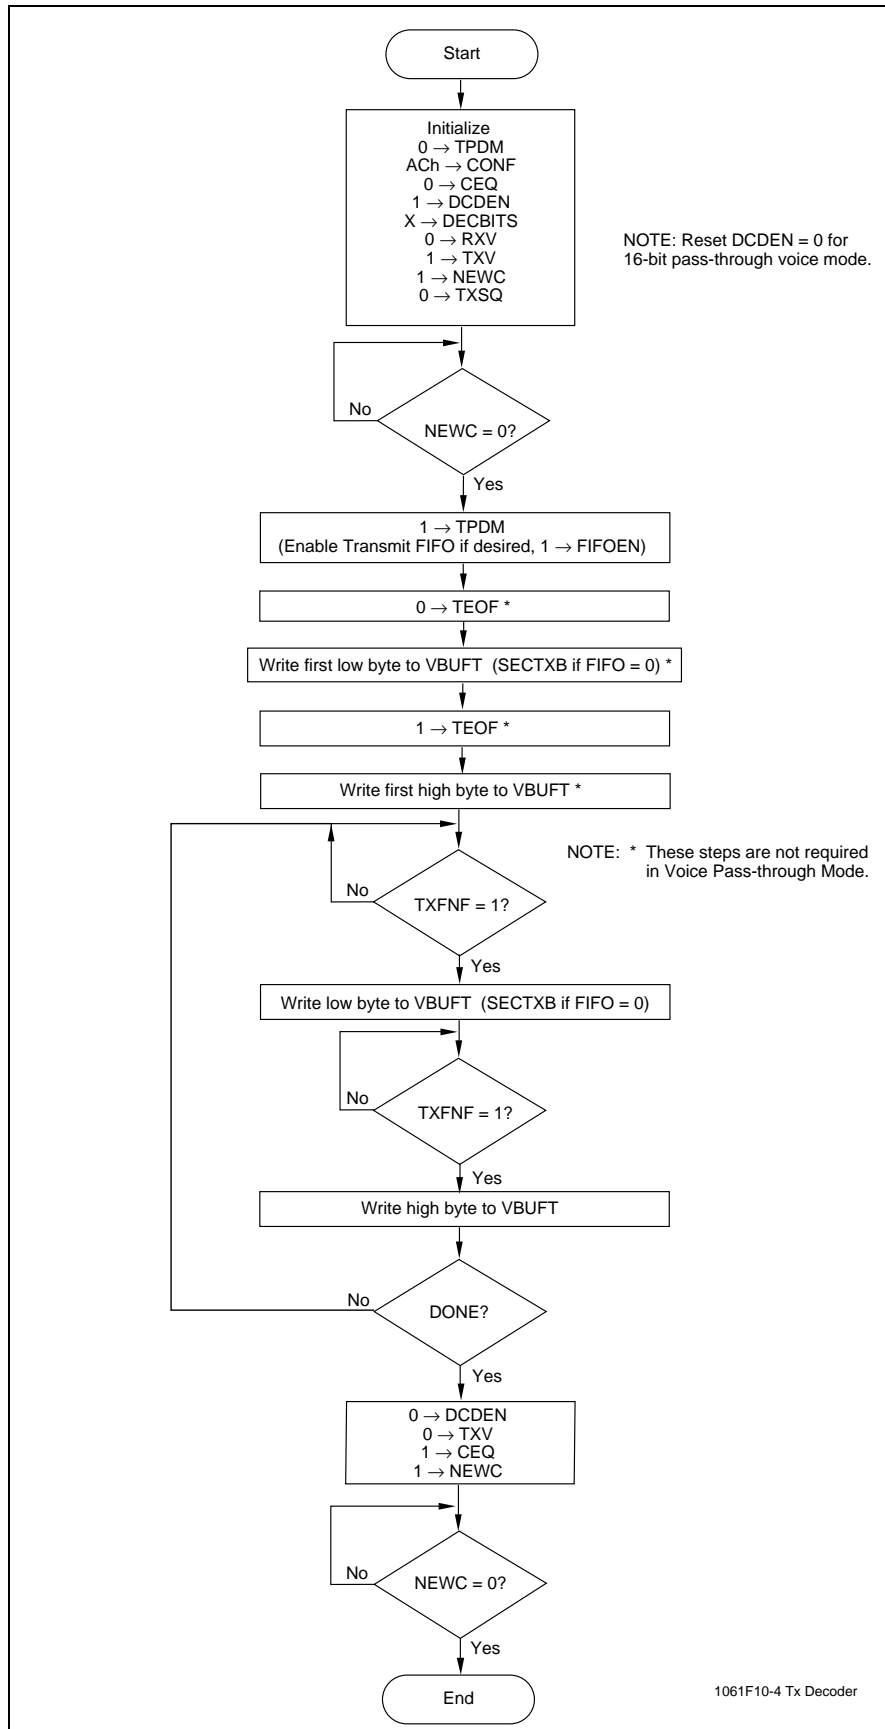 Start
Initialize
0 → TPDM
ACh → CONF
0 → CEQ
1 → DCDEN
X → DECBITS
0 → RXV
1 → TXV
1 → NEWC
0 → TXSQ
NOTE: Reset DCDEN = 0 for
16-bit pass-through voice mode.
No
NEWC = 0?
Yes
1 → TPDM
(Enable Transmit FIFO if desired, 1 → FIFOEN)
0 → TEOF *
Write first low byte to VBUFT (SECTXB if FIFO = 0) *
1 → TEOF *
Write first high byte to VBUFT *
NOTE: * These steps are not required
in Voice Pass-through Mode.
No
TXFNF = 1?
Yes
Write low byte to VBUFT (SECTXB if FIFO = 0)
No
TXFNF = 1?
Yes
Write high byte to VBUFT
No
DONE?
Yes
0 → DCDEN
0 → TXV
1 → CEQ
1 → NEWC
No
NEWC = 0?
Yes
End
1061F10-4 Tx Decoder